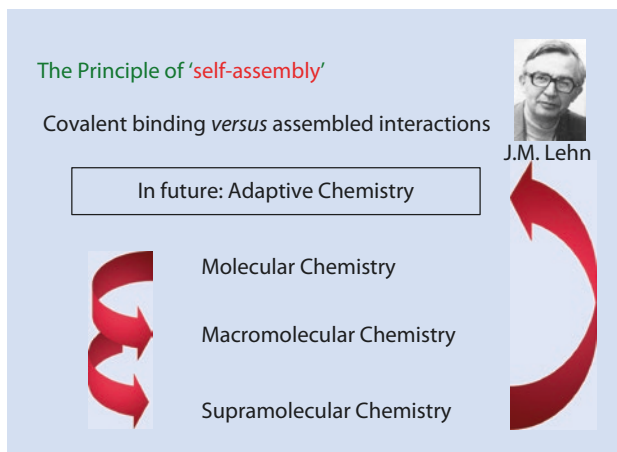 The Principle of ‘self-assembly’
Covalent binding versus assembled interactions
J.M. Lehn
In future: Adaptive Chemistry
Molecular Chemistry
Macromolecular Chemistry
Supramolecular Chemistry